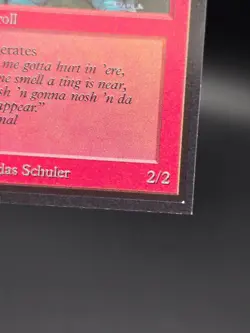 roll
erates
me gotta hurt in 'ere,
ne smell a ting is near,
sh 'n gonna nosh 'n da
appear."
nal
das Schuler
2/2